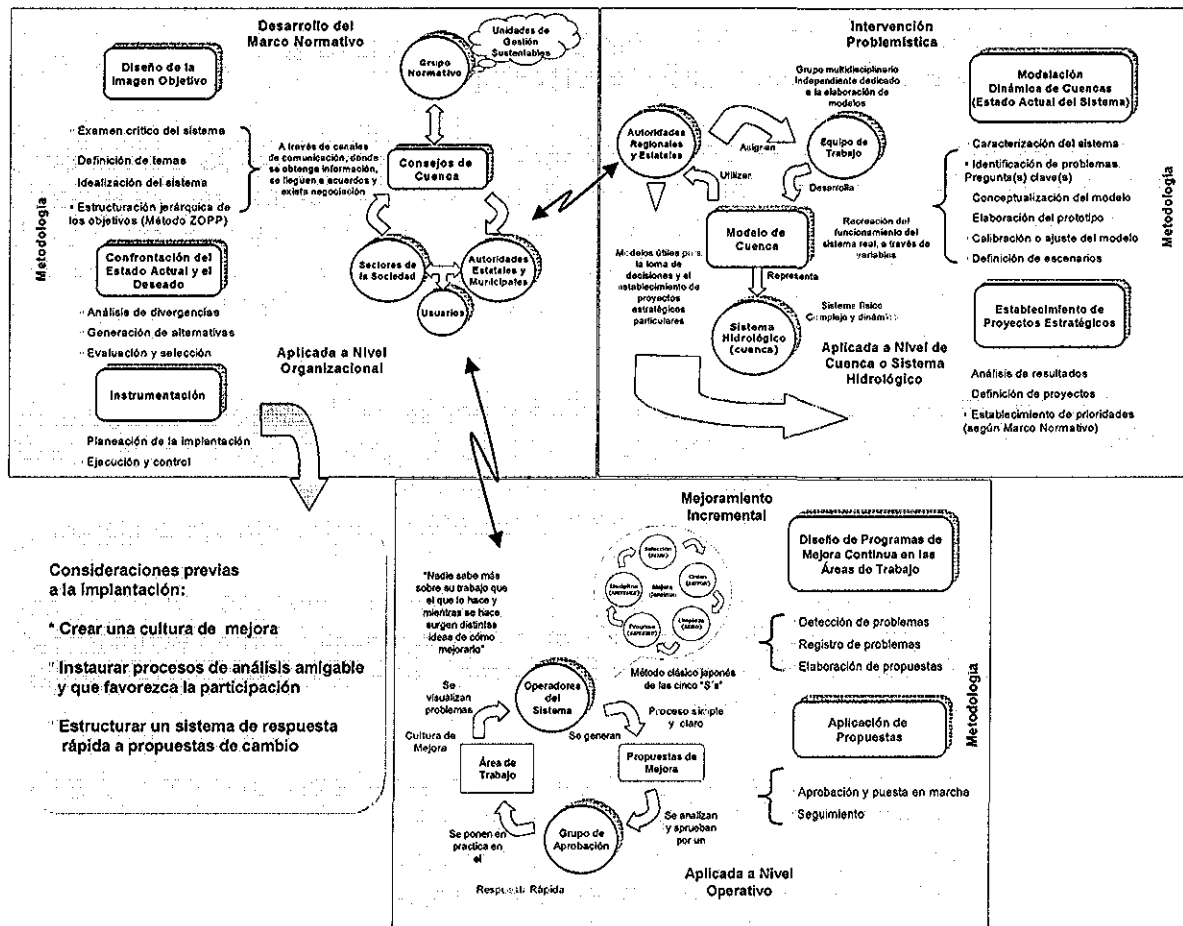 Desarrollo del
Marco Normativo
Diseño de la
Imagen Objetivo
Examen crítico del sistema
Definición de temas
Idealización del sistema
Estructuración jerárquica de
los objetivos (Método ZOPP)
Metodología
Confrontación del
Estado Actual y el
Deseado
Análisis de divergencias
Generación de alternativas
Evaluación y selección
Instrumentación
Planeación de la implantación
Ejecución y control
A través de canales
de comunicación, donde
se obtenga información,
se lleguen a acuerdos y
exista negociación
Unidades de
Gestión
Sustentables
Grupo
Normativo
Consejos de
Cuenca
Sectores de
la Sociedad
Autoridades
Estatales y
Municipales
Usuarios
Aplicada a Nivel
Organizacional
Intervención
Problemística
Grupo multidisciplinario
Independiente dedicado
a la elaboración de
modelos
Autoridades
Regionales
y Estatales
Asignan
Equipo de
Trabajo
Utilizan
Desarrolla
Modelo de
Cuenca
Recreación del
funcionamiento del
sistema real, a través de
variables
Modelos útiles para
la toma de
decisiones y el
establecimiento de
proyectos
estratégicos
particulares
Representa
Sistema
Hidrológico
(cuenca)
Sistema físico
Complejo y dinámico
Aplicada a Nivel de
Cuenca o Sistema
Hidrológico
Modelación
Dinámica de Cuencas
(Estado Actual del Sistema)
Caracterización del sistema
• Identificación de problemas.
Pregunta(s) clave(s)
Conceptualización del modelo
Elaboración del prototipo
Calibración o ajuste del modelo
Definición de escenarios
Metodología
Establecimiento de
Proyectos Estratégicos
Análisis de resultados
Definición de proyectos
• Establecimiento de prioridades
(según Marco Normativo)
Consideraciones previas
a la implantación:
* Crear una cultura de mejora
* Instaurar procesos de análisis amigable
y que favorezca la participación
* Estructurar un sistema de respuesta
rápida a propuestas de cambio
Mejoramiento
Incremental
"Nadie sabe más
sobre su trabajo que
el que lo hace y
mientras se hace
surgen distintas
ideas de cómo
mejorarlo"
Selección
Orden
Limpieza
Disciplina
Mejora
Método clásico japonés
de las cinco "S´s"
Se
visualizan
problemas
Operadores
del
Sistema
Proceso simple
y claro
Cultura de
Mejora
Se generan
Área de
Trabajo
Propuestas de
Mejora
Se ponen en
practica en
el
Grupo de
Aprobación
Se analizan
y aprueban
por un
Respuesta Rápida
Aplicada a Nivel
Operativo
Diseño de Programas de
Mejora Continua en las
Áreas de Trabajo
Detección de problemas
Registro de problemas
Elaboración de propuestas
Metodología
Aplicación de
Propuestas
Aprobación y puesta en marcha
Seguimiento